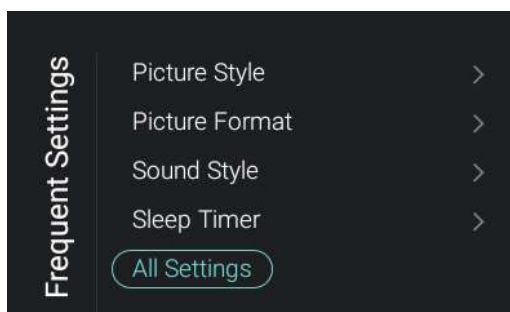 Frequent Settings
Picture Style
Picture Format
Sound Style
Sleep Timer
All Settings